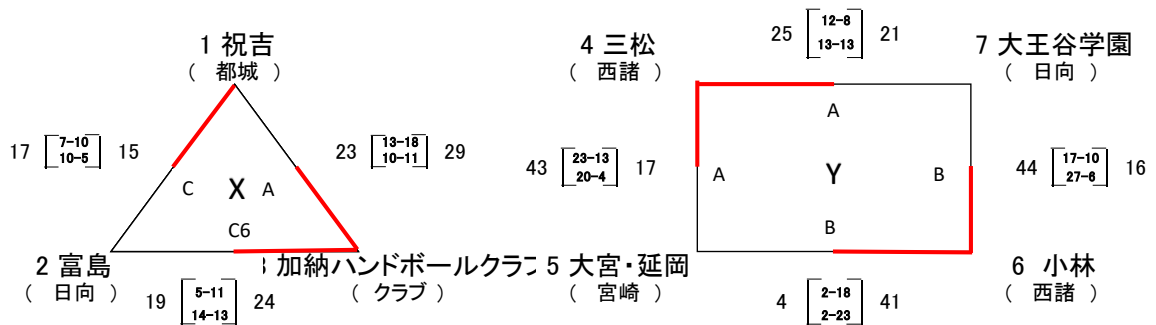 1 祝吉
（ 都城 ）
17 7-10 10-5 15
23 13-18 10-11 29
C X A
C6
2 富島
（ 日向 ）
19 5-11 14-13 24
加納ハンドボールクラブ
（ クラブ ）
4 三松
（ 西諸 ）
25 12-8 13-13 21
7 大王谷学園
（ 日向 ）
A
43 23-13 20-4 17
A Y B
44 17-10 27-6 16
B
5 大宮・延岡
（ 宮崎 ）
4 2-18 2-23 41
6 小林
（ 西諸 ）